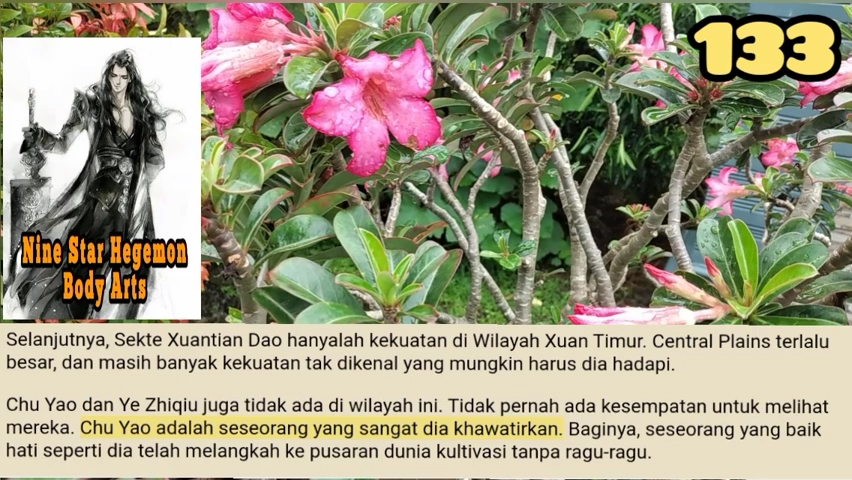 133
Nine Star Hegemon
Body Arts
Selanjutnya, Sekte Xuantian Dao hanyalah kekuatan di Wilayah Xuan Timur. Central Plains terlalu
besar, dan masih banyak kekuatan tak dikenal yang mungkin harus dia hadapi.
Chu Yao dan Ye Zhiqiu juga tidak ada di wilayah ini. Tidak pernah ada kesempatan untuk melihat
mereka. Chu Yao adalah seseorang yang sangat dia khawatirkan. Baginya, seseorang yang baik
hati seperti dia telah melangkah ke pusaran dunia kultivasi tanpa ragu-ragu.